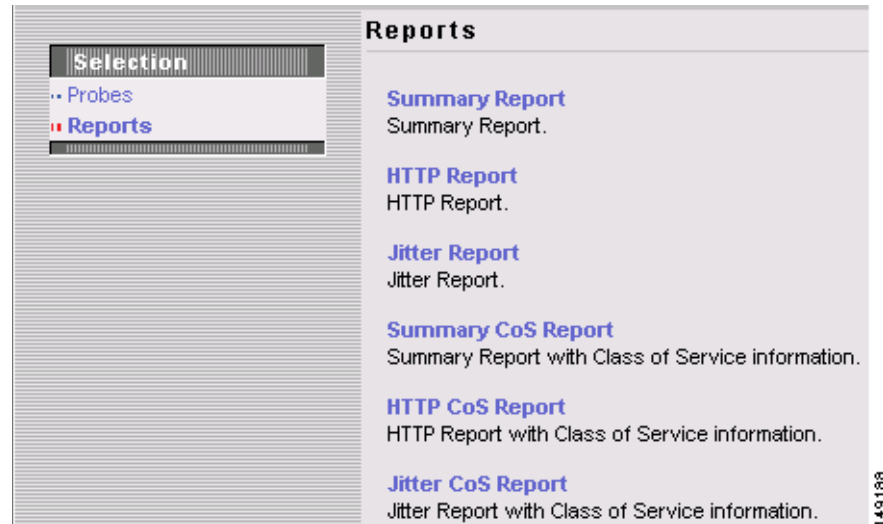 Reports
Selection
Probes
Reports
Summary Report
Summary Report.
HTTP Report
HTTP Report.
Jitter Report
Jitter Report.
Summary CoS Report
Summary Report with Class of Service information.
HTTP CoS Report
HTTP Report with Class of Service information.
Jitter CoS Report
Jitter Report with Class of Service information.